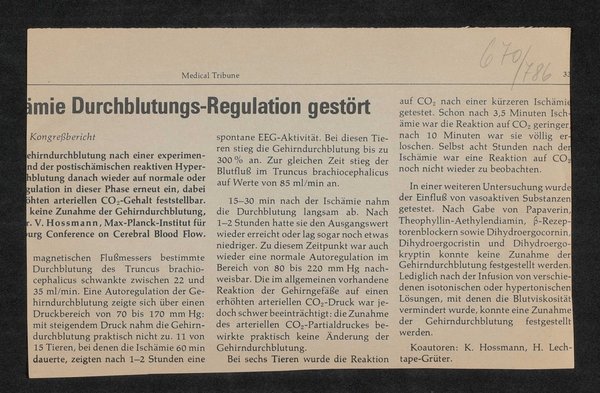 670/786
Medical Tribune 33
ämie Durchblutungs-Regulation gestört
Kongreßbericht
ehirndurchblutung nach einer experimen-
nd der postischämischen reaktiven Hyper-
hblutung danach wieder auf normale oder
gulation in dieser Phase erneut ein, dabei
öhten arteriellen CO₂-Gehalt feststellbar.
keine Zunahme der Gehirndurchblutung,
r. V. Hossmann, Max-Planck-Institut für
urg Conference on Cerebral Blood Flow.
magnetischen Flußmessers bestimmte
Durchblutung des Truncus brachio-
cephalicus schwankte zwischen 22 und
35 ml/min. Eine Autoregulation der Ge-
hirndurchblutung zeigte sich über einen
Druckbereich von 70 bis 170 mm Hg:
mit steigendem Druck nahm die Gehirn-
durchblutung praktisch nicht zu. 11 von
15 Tieren, bei denen die Ischämie 60 min
dauerte, zeigten nach 1–2 Stunden eine
spontane EEG-Aktivität. Bei diesen Tie-
ren stieg die Gehirndurchblutung bis zu
300 % an. Zur gleichen Zeit stieg der
Blutfluß im Truncus brachiocephalicus
auf Werte von 85 ml/min an.
15–30 min nach der Ischämie nahm
die Durchblutung langsam ab. Nach
1–2 Stunden hatte sie den Ausgangswert
wieder erreicht oder lag sogar noch etwas
niedriger. Zu diesem Zeitpunkt war auch
wieder eine normale Autoregulation im
Bereich von 80 bis 220 mm Hg nach-
weisbar. Die im allgemeinen vorhandene
Reaktion der Hirngefäße auf einen
erhöhten arteriellen CO₂-Druck war je-
doch schwer beeinträchtigt: die Zunahme
des arteriellen CO₂-Partialdruckes be-
wirkte praktisch keine Änderung der
Gehirndurchblutung.
Bei sechs Tieren wurde die Reaktion
auf CO₂ nach einer kürzeren Ischämie
getestet. Schon nach 3,5 Minuten Isch-
ämie war die Reaktion auf CO₂ geringer,
nach 10 Minuten war sie völlig er-
loschen. Selbst acht Stunden nach der
Ischämie war eine Reaktion auf CO₂
noch nicht wieder zu beobachten.
In einer weiteren Untersuchung wurde
der Einfluß von vasoaktiven Substanzen
getestet. Nach Gabe von Papaverin,
Theophyllin-Aethylendiamin, β-Rezep-
torenblockern sowie Dihydroergocornin,
Dihydroergocristin und Dihydroergo-
kryptin konnte keine Zunahme der
Gehirndurchblutung festgestellt werden.
Lediglich nach der Infusion von verschie-
denen isotonischen oder hypertonischen
Lösungen, mit denen die Blutviskosität
vermindert wurde, konnte eine Zunahme
der Gehirndurchblutung festgestellt
werden.
Koautoren: K. Hossmann, H. Lech-
tape-Grüter.